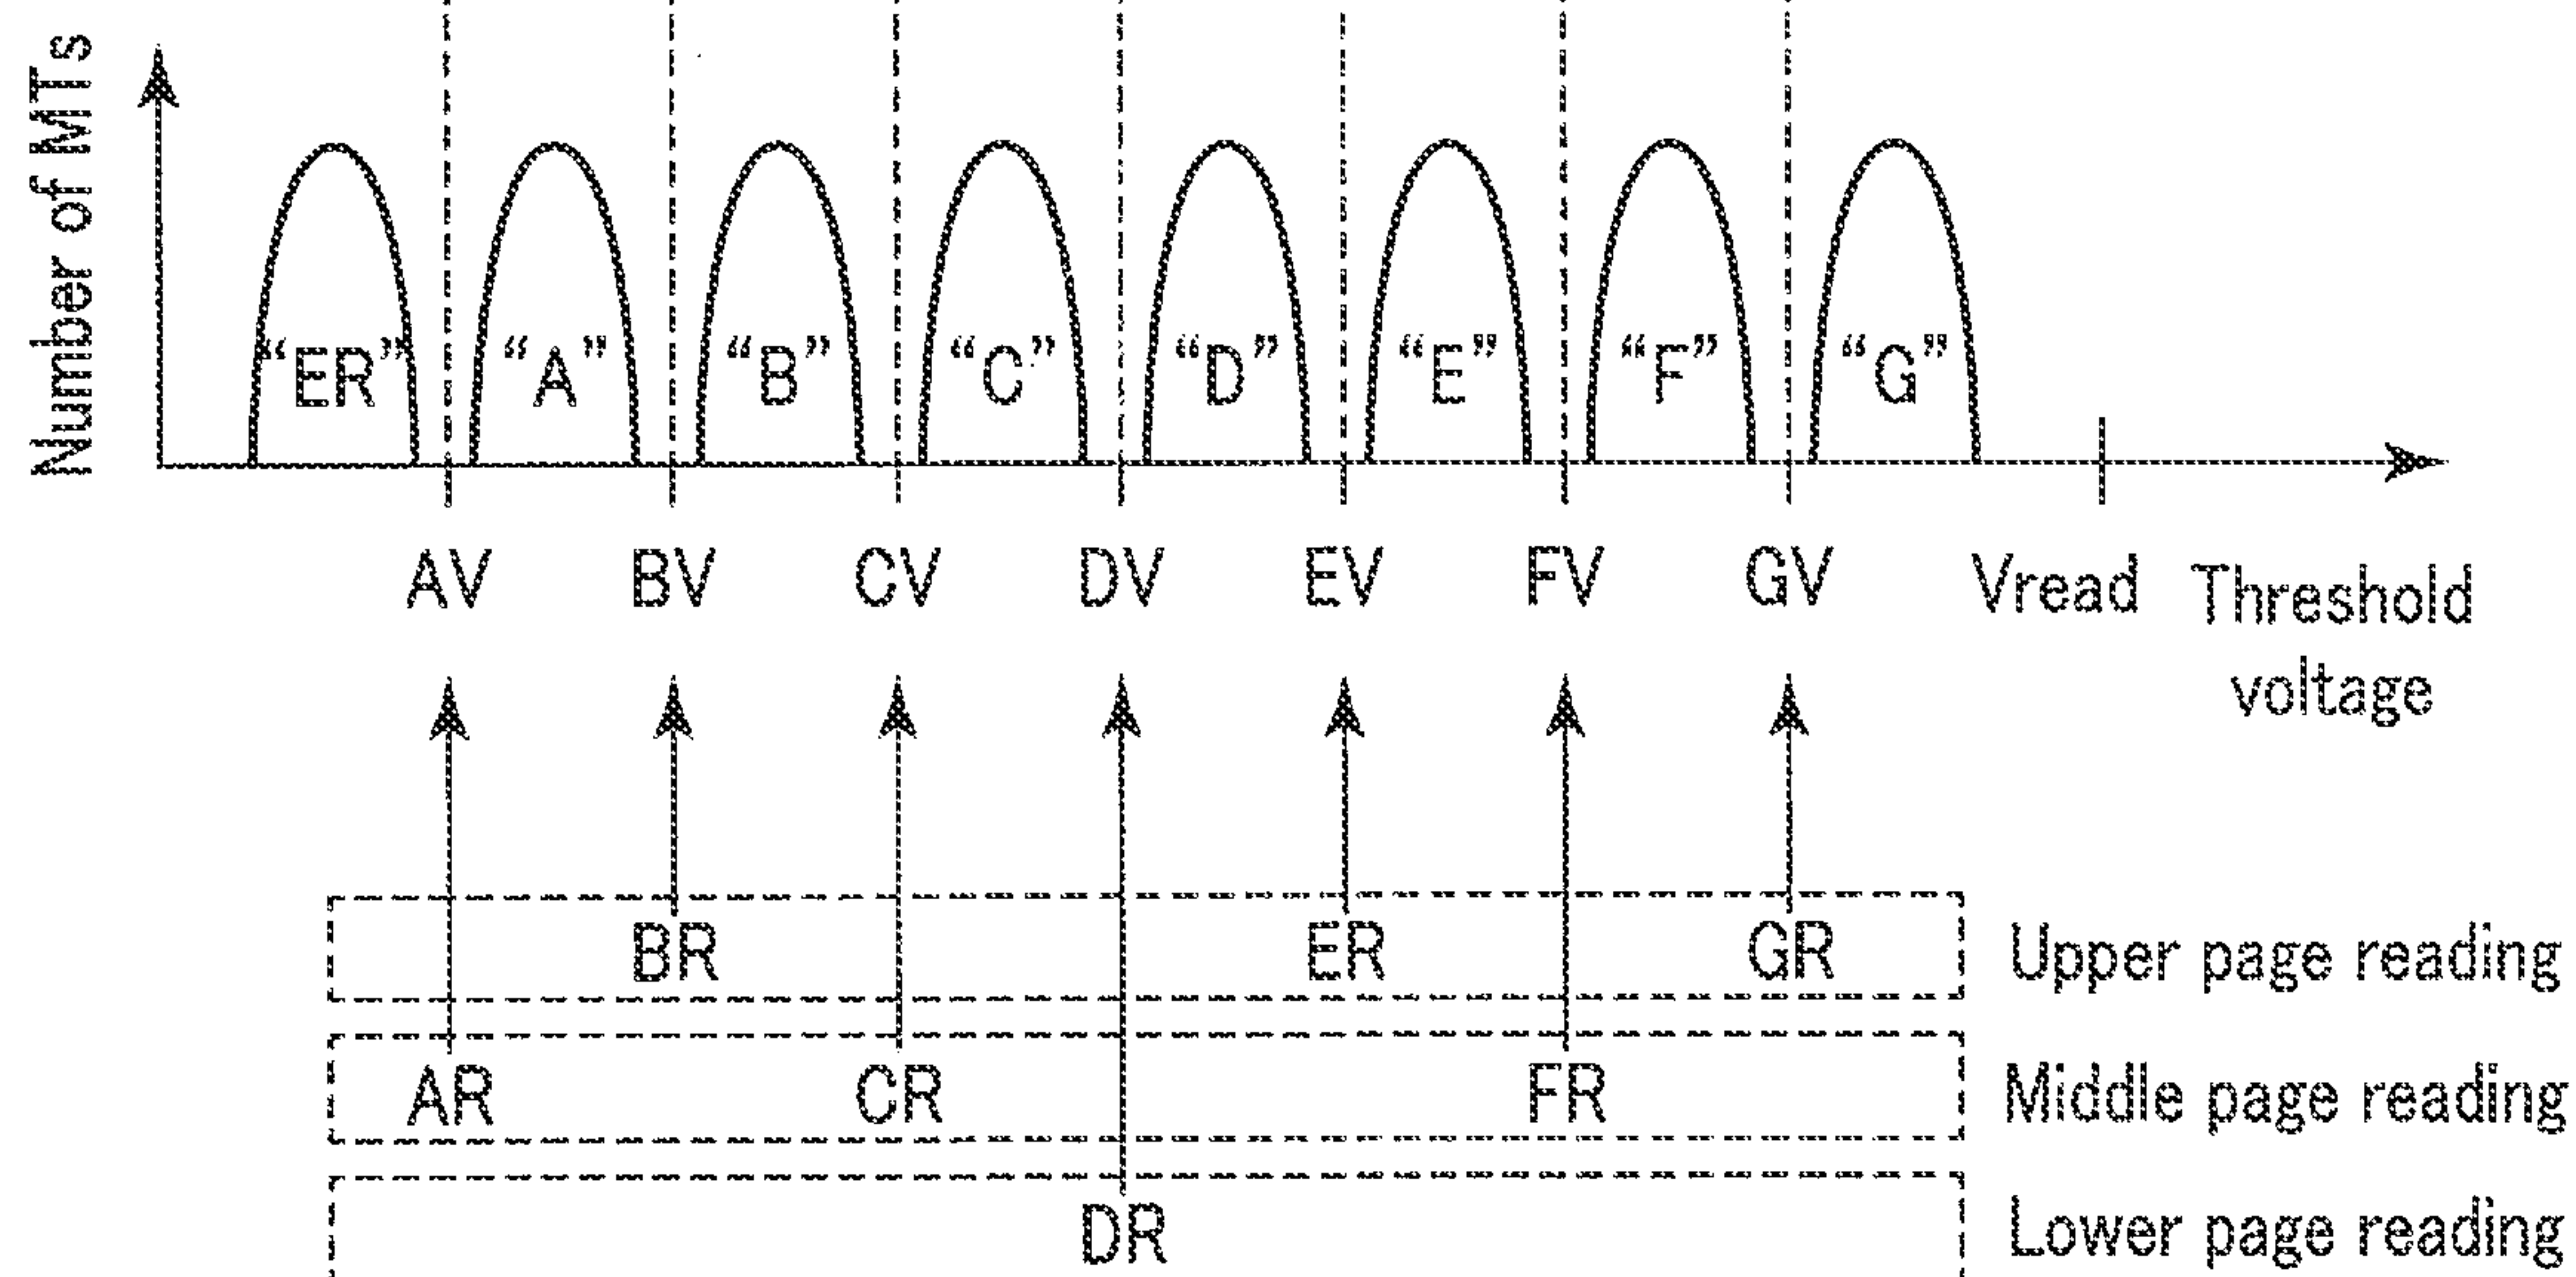 Number of MTs
“ER” “A” “B” “C” “D” “E” “F” “G”
AV BV CV DV EV FV GV Vread Threshold
voltage
BR ER GR Upper page reading
AR CR FR Middle page reading
DR Lower page reading